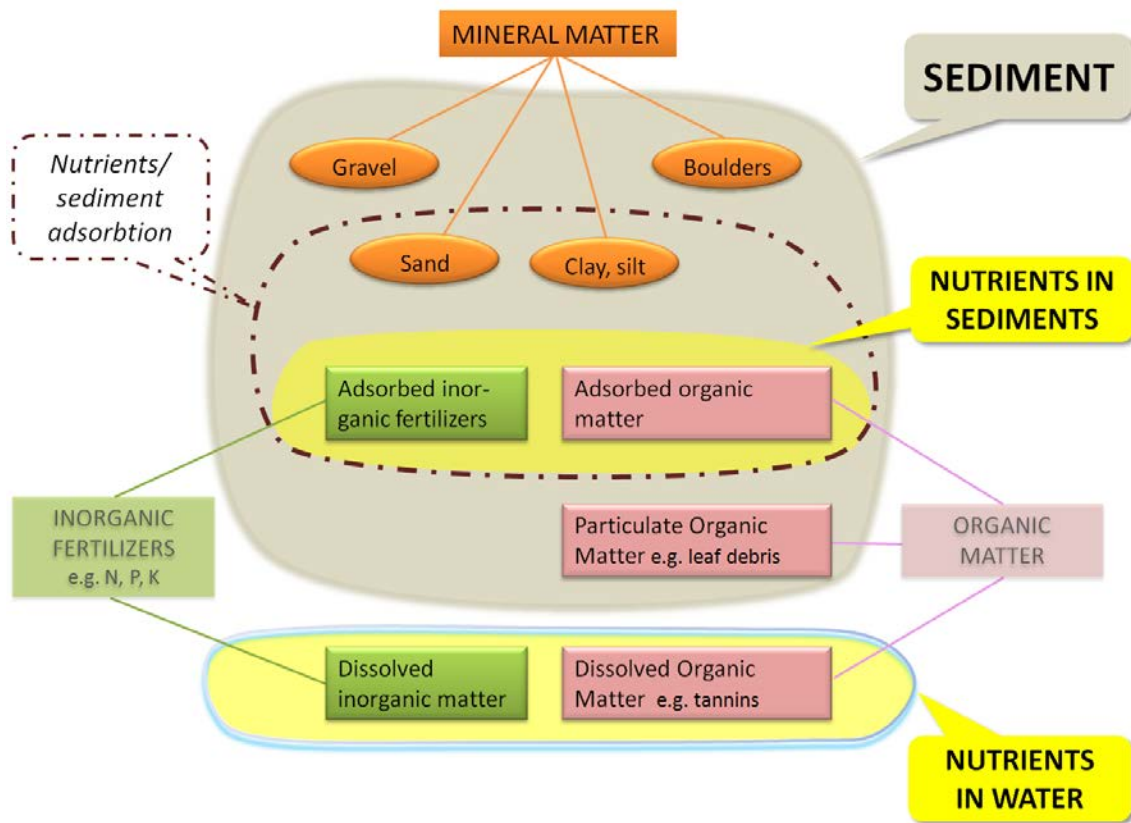 MINERAL MATTER
SEDIMENT
Nutrients/
sediment
adsorbtion
Gravel
Boulders
Sand
Clay, silt
NUTRIENTS IN
SEDIMENTS
Adsorbed inor-
ganic fertilizers
Adsorbed organic
matter
INORGANIC
FERTILIZERS
e.g. N, P, K
Particulate Organic
Matter e.g. leaf debris
ORGANIC
MATTER
Dissolved
inorganic matter
Dissolved Organic
Matter e.g. tannins
NUTRIENTS
IN WATER